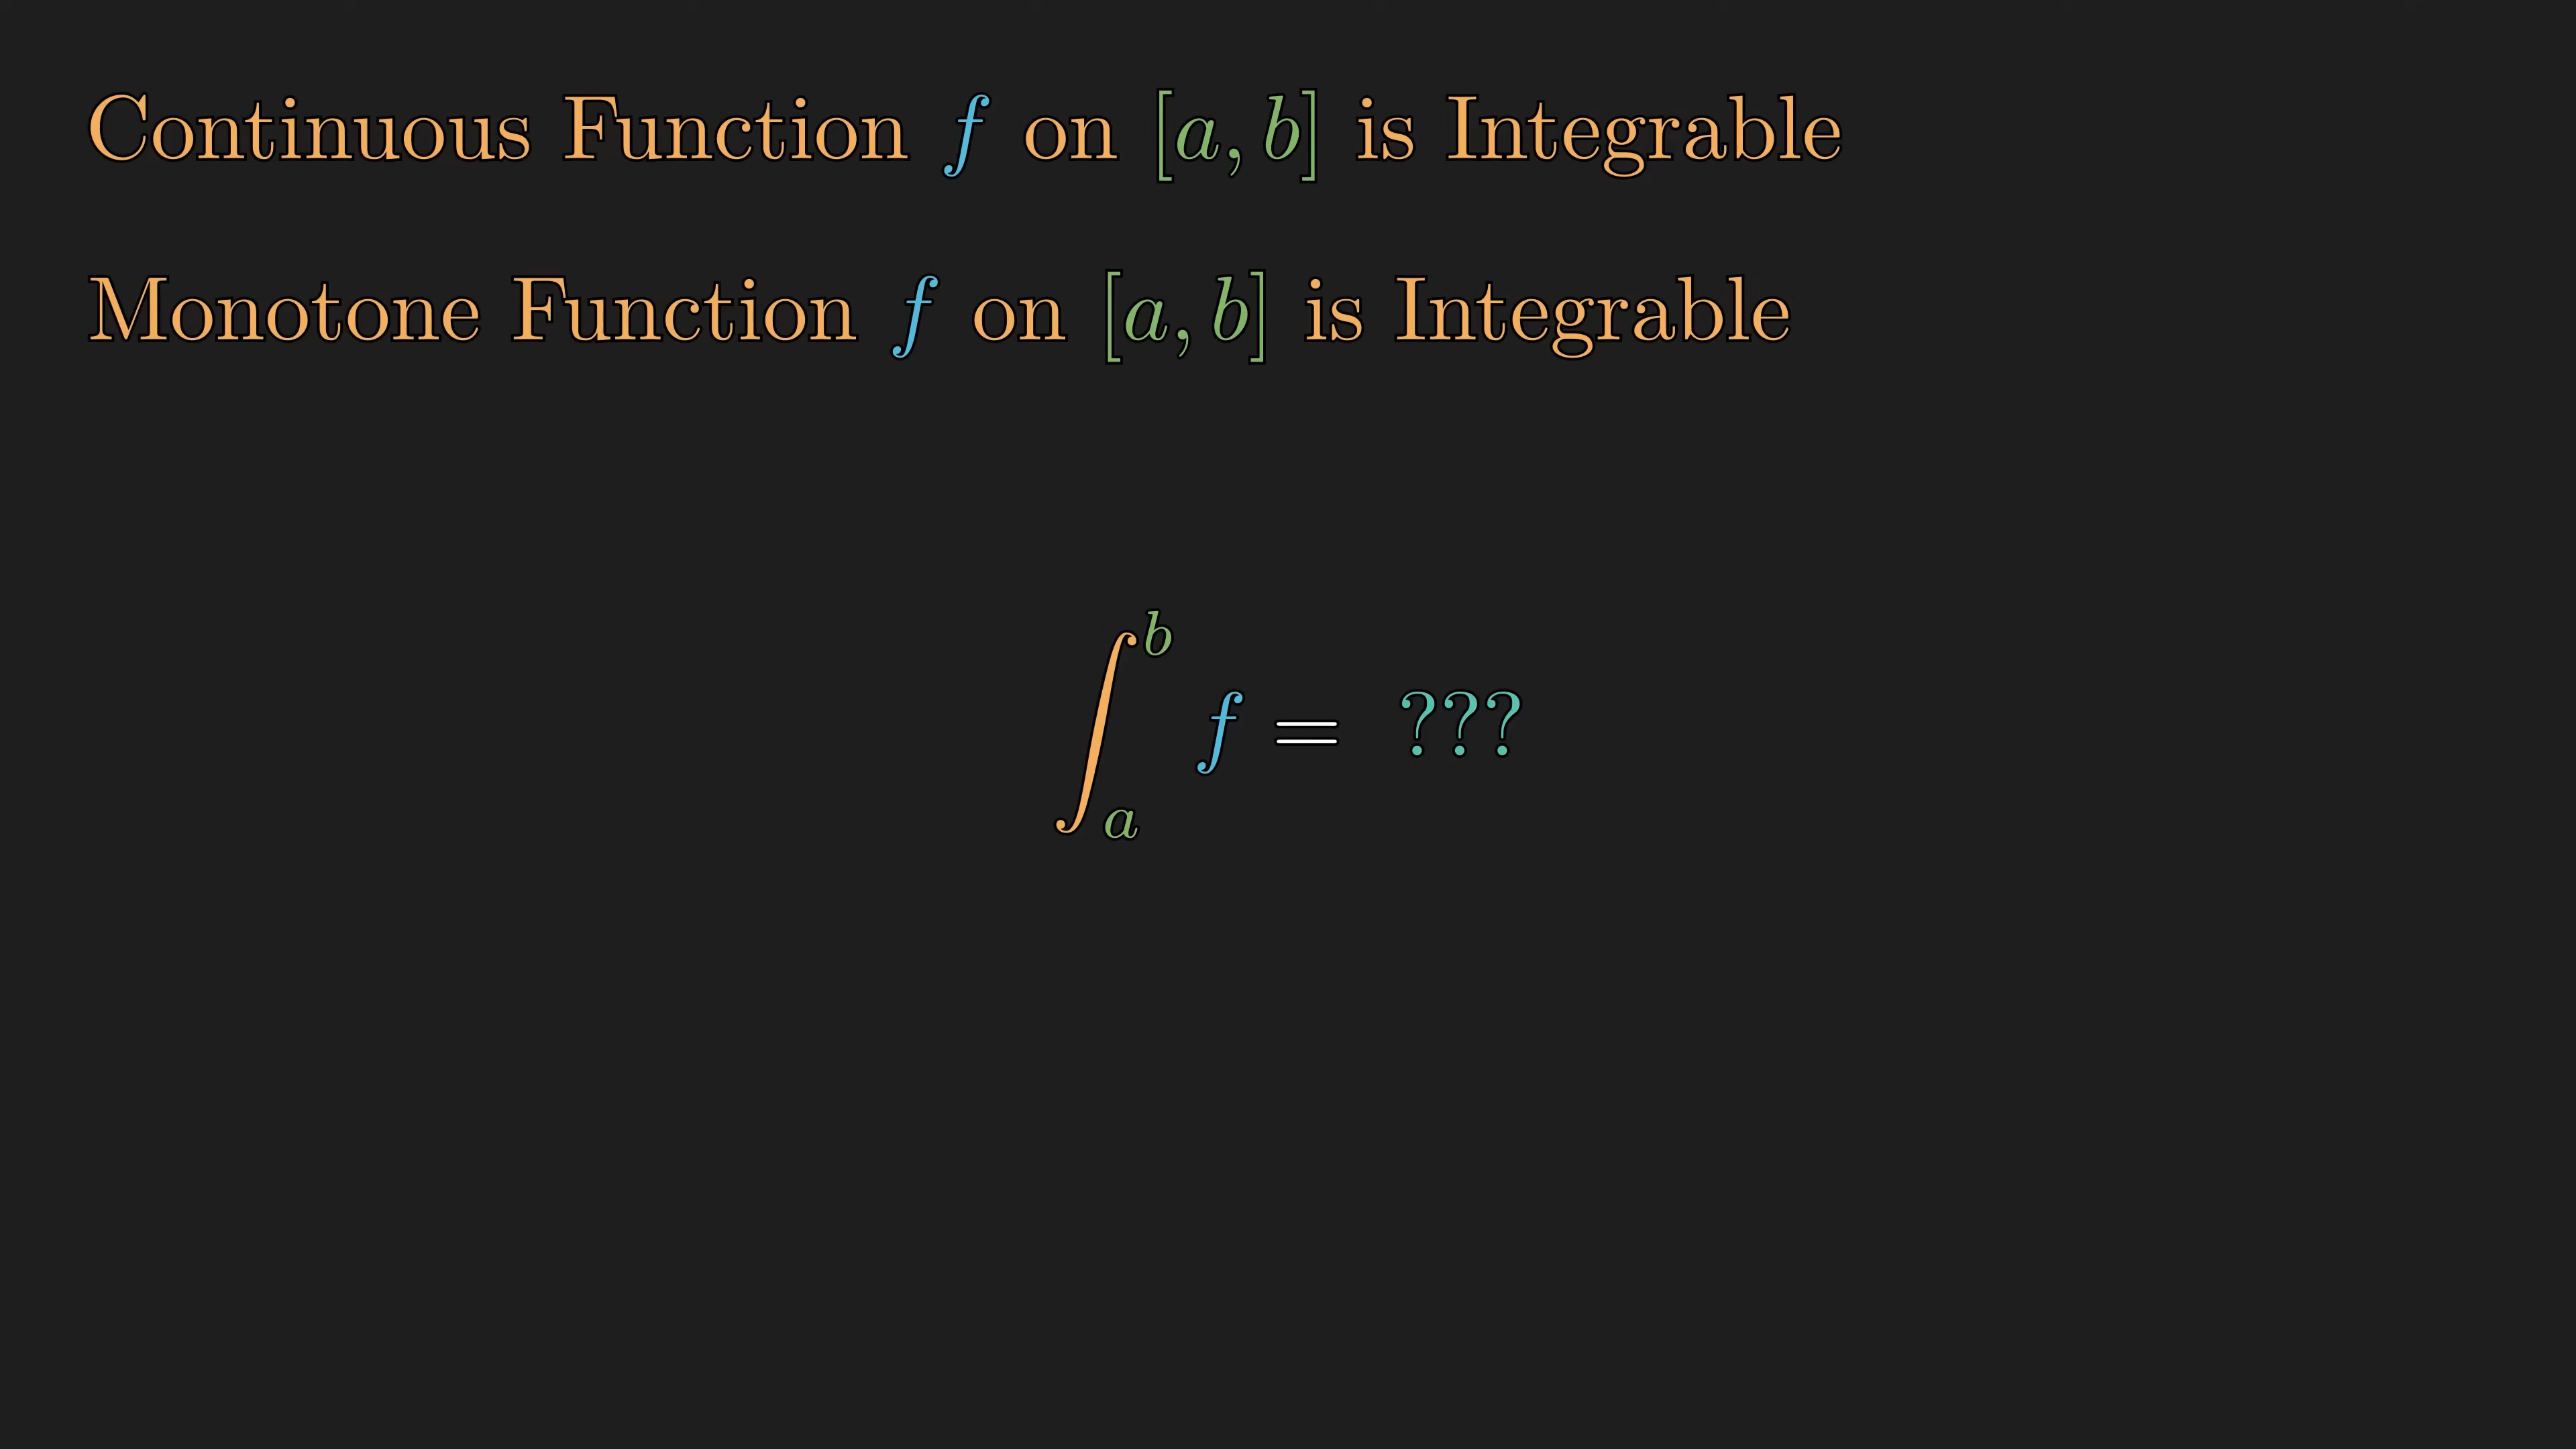 Continuous Function f on [a, b] is Integrable
Monotone Function f on [a, b] is Integrable
∫_a^b f = ???